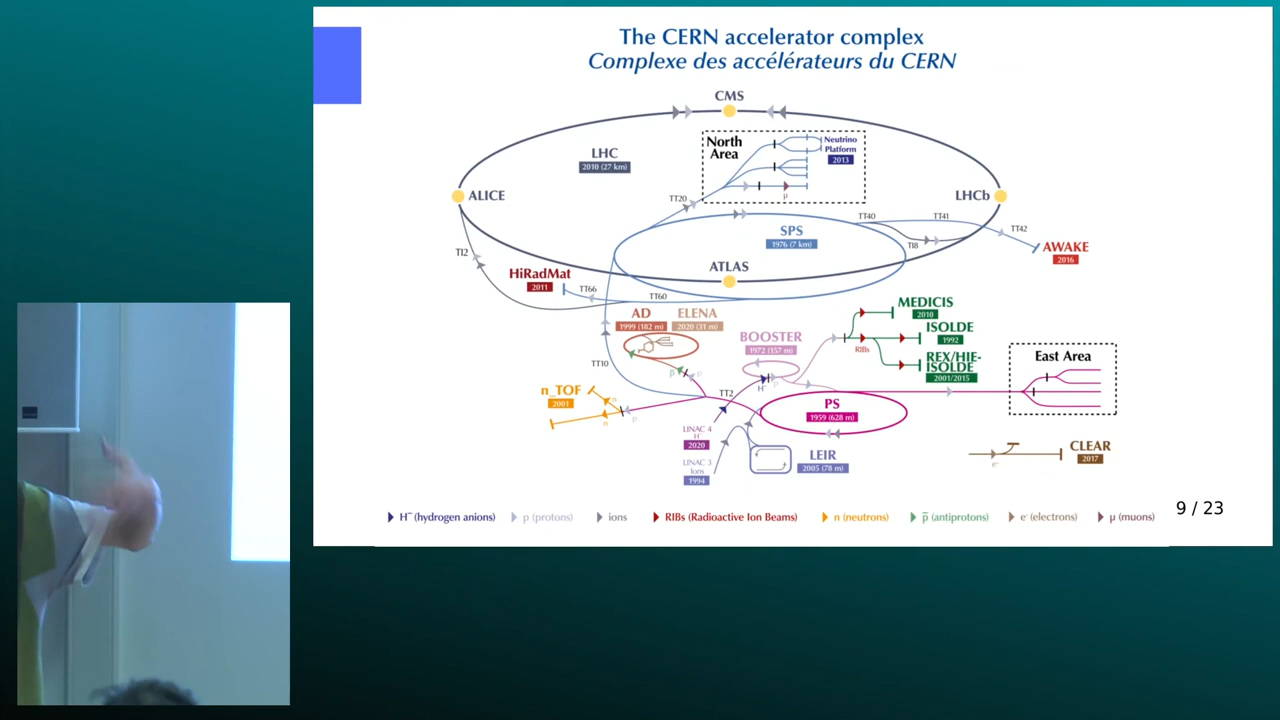 The CERN accelerator complex
Complexe des accélérateurs du CERN
CMS
North
Area
Neutrino
Platform
2013
LHC
2010 (27 km)
μ
ALICE
LHCb
TT20
TT40
TT41
TT42
SPS
1976 (7 km)
TI8
TI2
AWAKE
2016
ATLAS
HiRadMat
2011
TT66
TT60
AD
1999 (182 m)
ELENA
2020 (31 m)
MEDICIS
2010
BOOSTER
1972 (157 m)
ISOLDE
1992
RIBs
REX/HIE-
ISOLDE
2001/2015
East Area
TT10
p̄
p
H⁻
p
n_TOF
2001
n
n
p
TT2
PS
1959 (628 m)
LINAC 4
H⁻
2020
LINAC 3
Ions
1994
LEIR
2005 (78 m)
CLEAR
2017
e⁻
H⁻ (hydrogen anions)
p (protons)
ions
RIBs (Radioactive Ion Beams)
n (neutrons)
p̄ (antiprotons)
e⁻ (electrons)
μ (muons)
9 / 23